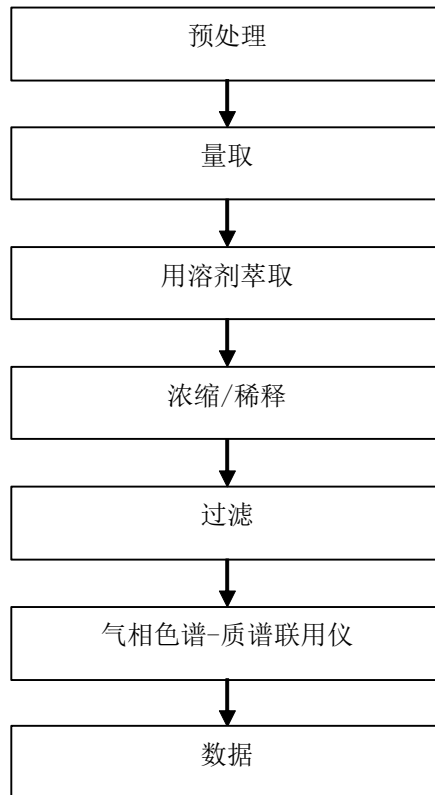 预处理
量取
用溶剂萃取
浓缩/稀释
过滤
气相色谱-质谱联用仪
数据